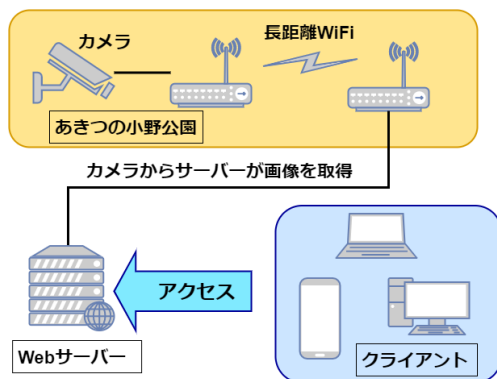 カメラ
長距離WiFi
あきつの小野公園
カメラからサーバーが画像を取得
アクセス
Webサーバー
クライアント